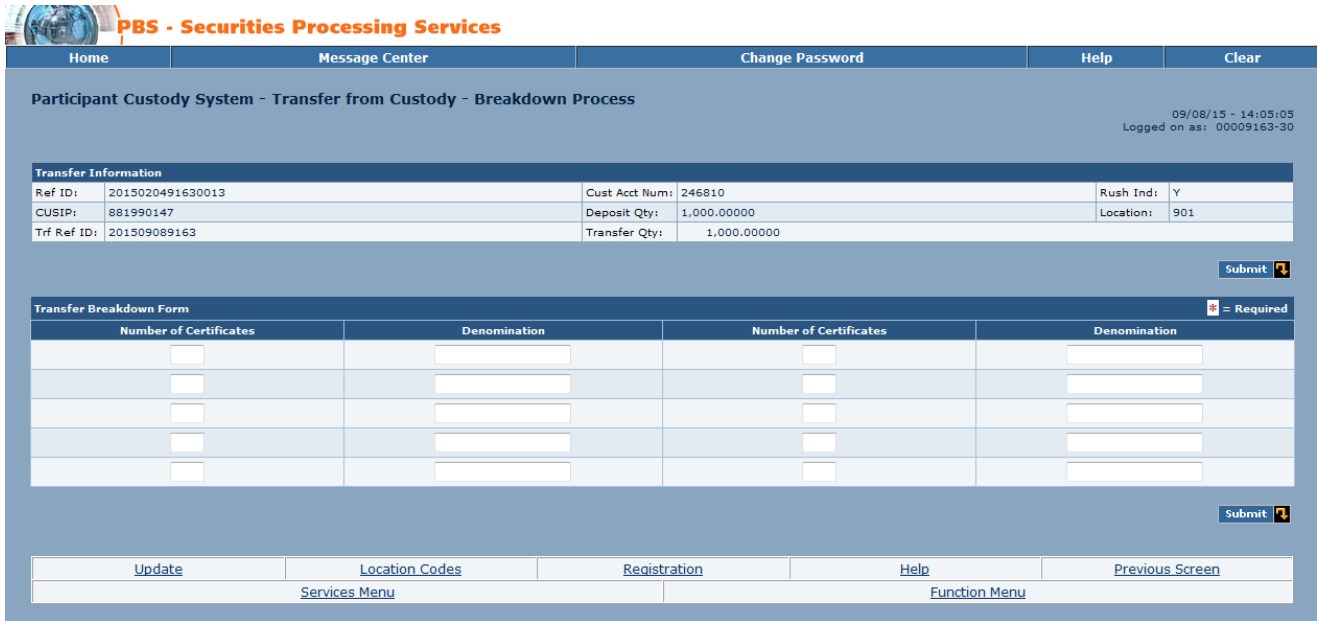 PBS - Securities Processing Services
Home Message Center Change Password Help Clear
Participant Custody System - Transfer from Custody - Breakdown Process
09/08/15 - 14:05:05
Logged on as: 00009163-30
Transfer Information
Ref ID: 2015020491630013 Cust Acct Num: 246810 Rush Ind: Y
CUSIP: 881990147 Deposit Qty: 1,000.00000 Location: 901
Trf Ref ID: 201509089163 Transfer Qty: 1,000.00000
Submit
Transfer Breakdown Form * = Required
Number of Certificates Denomination Number of Certificates Denomination
Submit
Update Location Codes Registration Help Previous Screen
Services Menu Function Menu